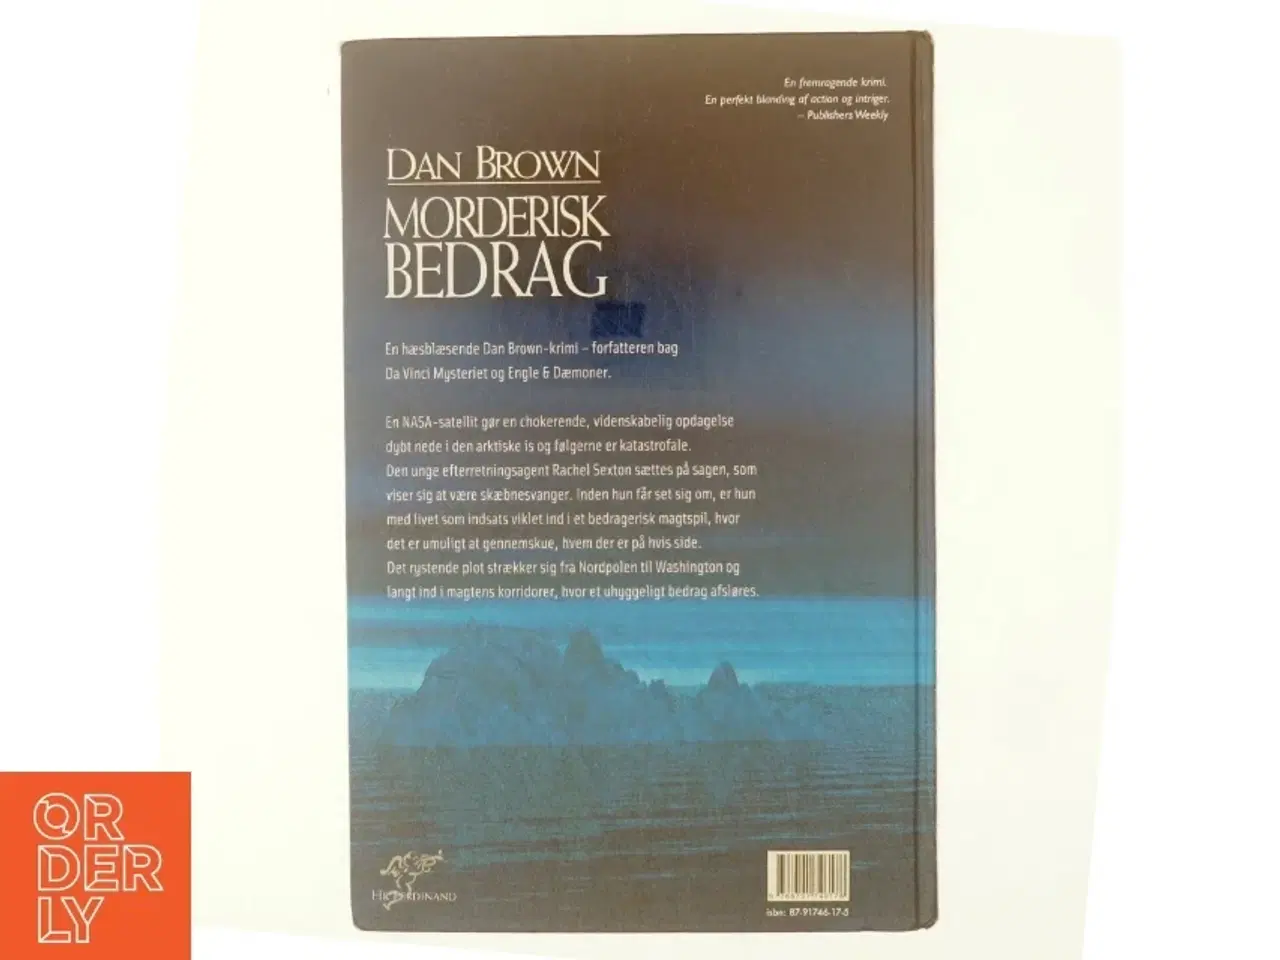 En fremragende krimi.
En perfekt blanding af action og intriger.
– Publishers Weekly
DAN BROWN
MORDERISK
BEDRAG
En hæsblæsende Dan Brown-krimi – forfatteren bag
Da Vinci Mysteriet og Engle & Dæmoner.
En NASA-satellit gør en chokerende, videnskabelig opdagelse
dybt nede i den arktiske is og følgerne er katastrofale.
Den unge efterretningsagent Rachel Sexton sættes på sagen, som
viser sig at være skæbnesvanger. Inden hun får set sig om, er hun
med livet som indsats viklet ind i et bedragerisk magtspil, hvor
det er umuligt at gennemskue, hvem der er på hvis side.
Det rystende plot strækker sig fra Nordpolen til Washington og
langt ind i magtens korridorer, hvor et uhyggeligt bedrag afsløres.
HR. FERDINAND
isbn: 87-91746-17-5
OR
DER
LY